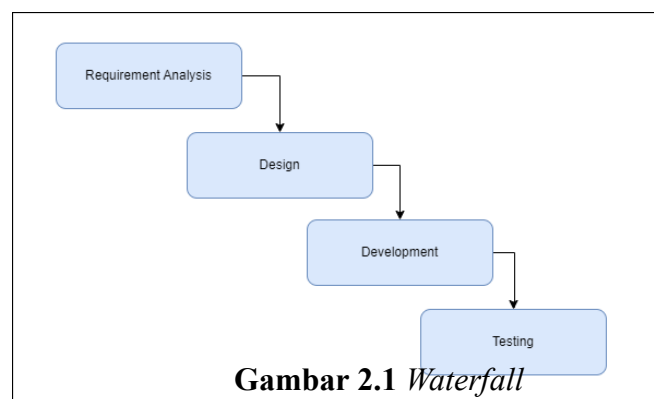 Requirement Analysis
Design
Development
Testing
Gambar 2.1 Waterfall